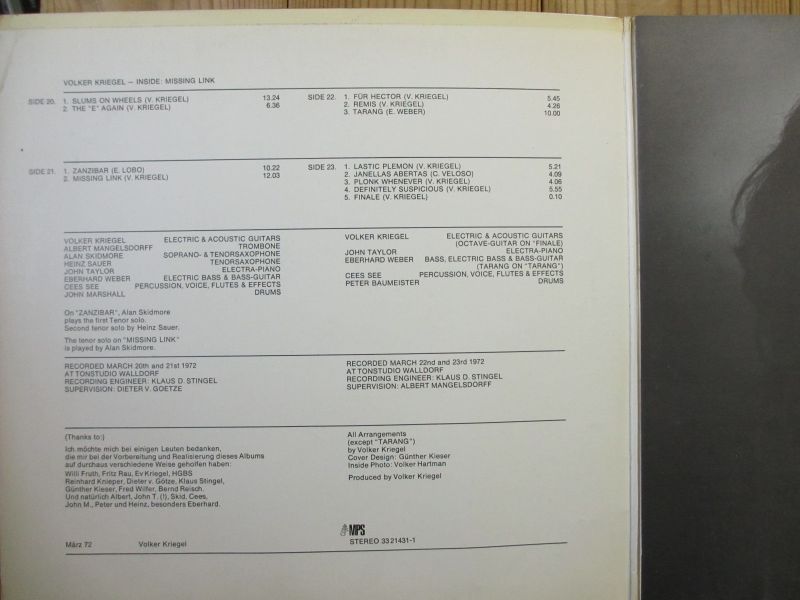 VOLKER KRIEGEL – INSIDE: MISSING LINK
SIDE 20. 1. SLUMS ON WHEELS (V. KRIEGEL) 13.24
2. THE "E" AGAIN (V. KRIEGEL) 6.36
SIDE 22. 1. FÜR HECTOR (V. KRIEGEL) 5.45
2. REMIS (V. KRIEGEL) 4.26
3. TARANG (E. WEBER) 10.00
SIDE 21. 1. ZANZIBAR (E. LOBO) 10.22
2. MISSING LINK (V. KRIEGEL) 12.03
SIDE 23. 1. LASTIC PLEMON (V. KRIEGEL) 5.21
2. JANELLAS ABERTAS (C. VELOSO) 4.09
3. PLONK WHENEVER (V. KRIEGEL) 4.06
4. DEFINITELY SUSPICIOUS (V. KRIEGEL) 5.55
5. FINALE (V. KRIEGEL) 0.10
VOLKER KRIEGEL ELECTRIC & ACOUSTIC GUITARS
ALBERT MANGELSDORFF TROMBONE
ALAN SKIDMORE SOPRANO- & TENORSAXOPHONE
HEINZ SAUER TENORSAXOPHONE
JOHN TAYLOR ELECTRA-PIANO
EBERHARD WEBER ELECTRIC BASS & BASS-GUITAR
CEES SEE PERCUSSION, VOICE, FLUTES & EFFECTS
JOHN MARSHALL DRUMS
On "ZANZIBAR", Alan Skidmore
plays the first Tenor solo.
Second tenor solo by Heinz Sauer.
The tenor solo on "MISSING LINK"
is played by Alan Skidmore.
VOLKER KRIEGEL ELECTRIC & ACOUSTIC GUITARS
(OCTAVE-GUITAR ON "FINALE)
JOHN TAYLOR ELECTRA-PIANO
EBERHARD WEBER BASS, ELECTRIC BASS & BASS-GUITAR
(TARANG ON "TARANG")
CEES SEE PERCUSSION, VOICE, FLUTES & EFFECTS
PETER BAUMEISTER DRUMS
RECORDED MARCH 20th and 21st 1972
AT TONSTUDIO WALLDORF
RECORDING ENGINEER: KLAUS D. STINGEL
SUPERVISION: DIETER V. GOETZE
RECORDED MARCH 22nd and 23rd 1972
AT TONSTUDIO WALLDORF
RECORDING ENGINEER: KLAUS D. STINGEL
SUPERVISION: ALBERT MANGELSDORFF
(Thanks to:)
Ich möchte mich bei einigen Leuten bedanken,
die mir bei der Vorbereitung und Realisierung dieses Albums
auf durchaus verschiedene Weise geholfen haben:
Willi Fruth, Fritz Rau, Ev Kriegel, HGBS
Reinhard Knieper, Dieter v. Götze, Klaus Stingel,
Günther Kieser, Fred Wilfer, Bernd Reisch.
Und natürlich Albert, John T. (!), Skid, Cees,
John M., Peter und Heinz, besonders Eberhard.
März 72 Volker Kriegel
All Arrangements
(except "TARANG")
by Volker Kriegel
Cover Design: Günther Kieser
Inside Photo: Volker Hartman
Produced by Volker Kriegel
MPS
STEREO 33 21431-1